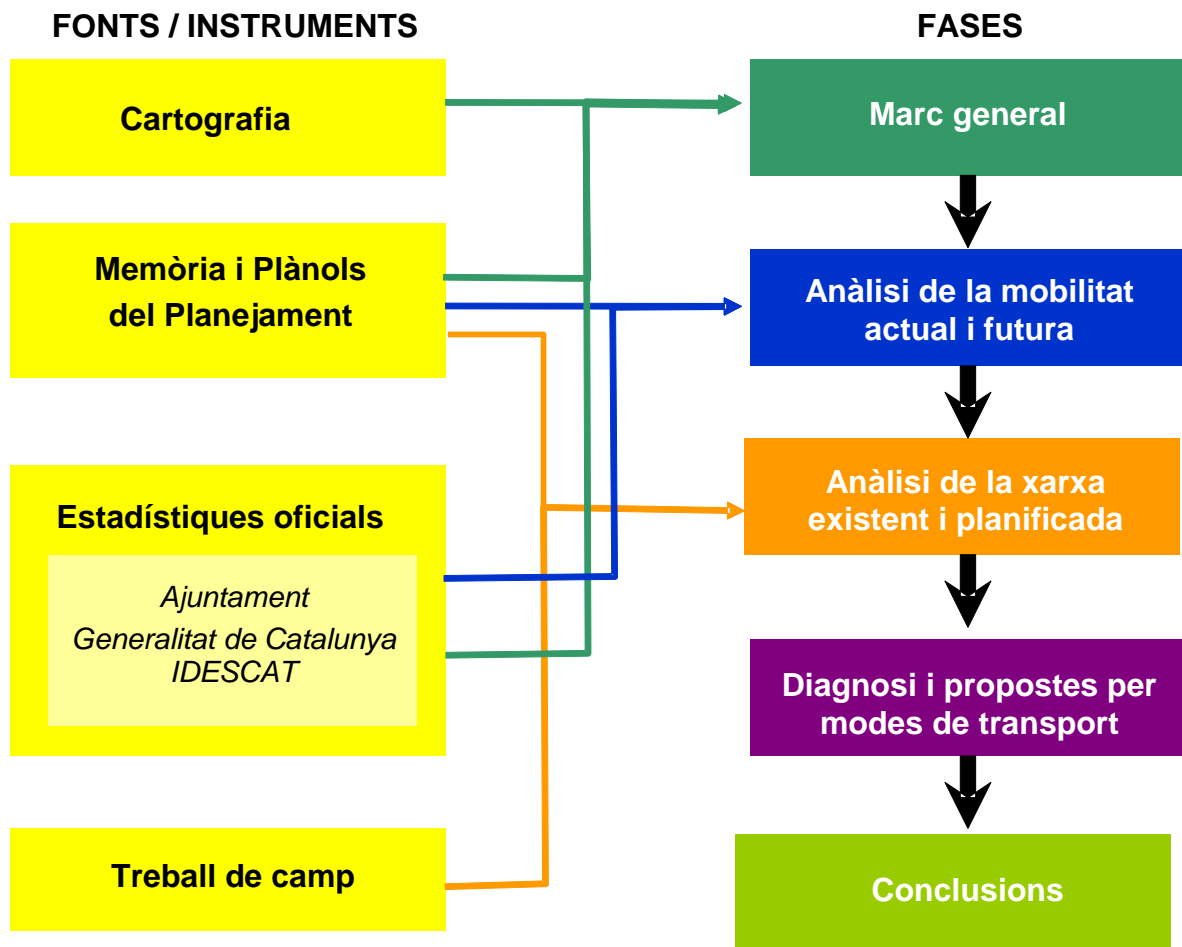 FONTS / INSTRUMENTS
Cartografia
Memòria i Plànols
del Planejament
Estadístiques oficials
Ajuntament
Generalitat de Catalunya
IDESCAT
Treball de camp
FASES
Marc general
Anàlisi de la mobilitat
actual i futura
Anàlisi de la xarxa
existent i planificada
Diagnosi i propostes per
modes de transport
Conclusions